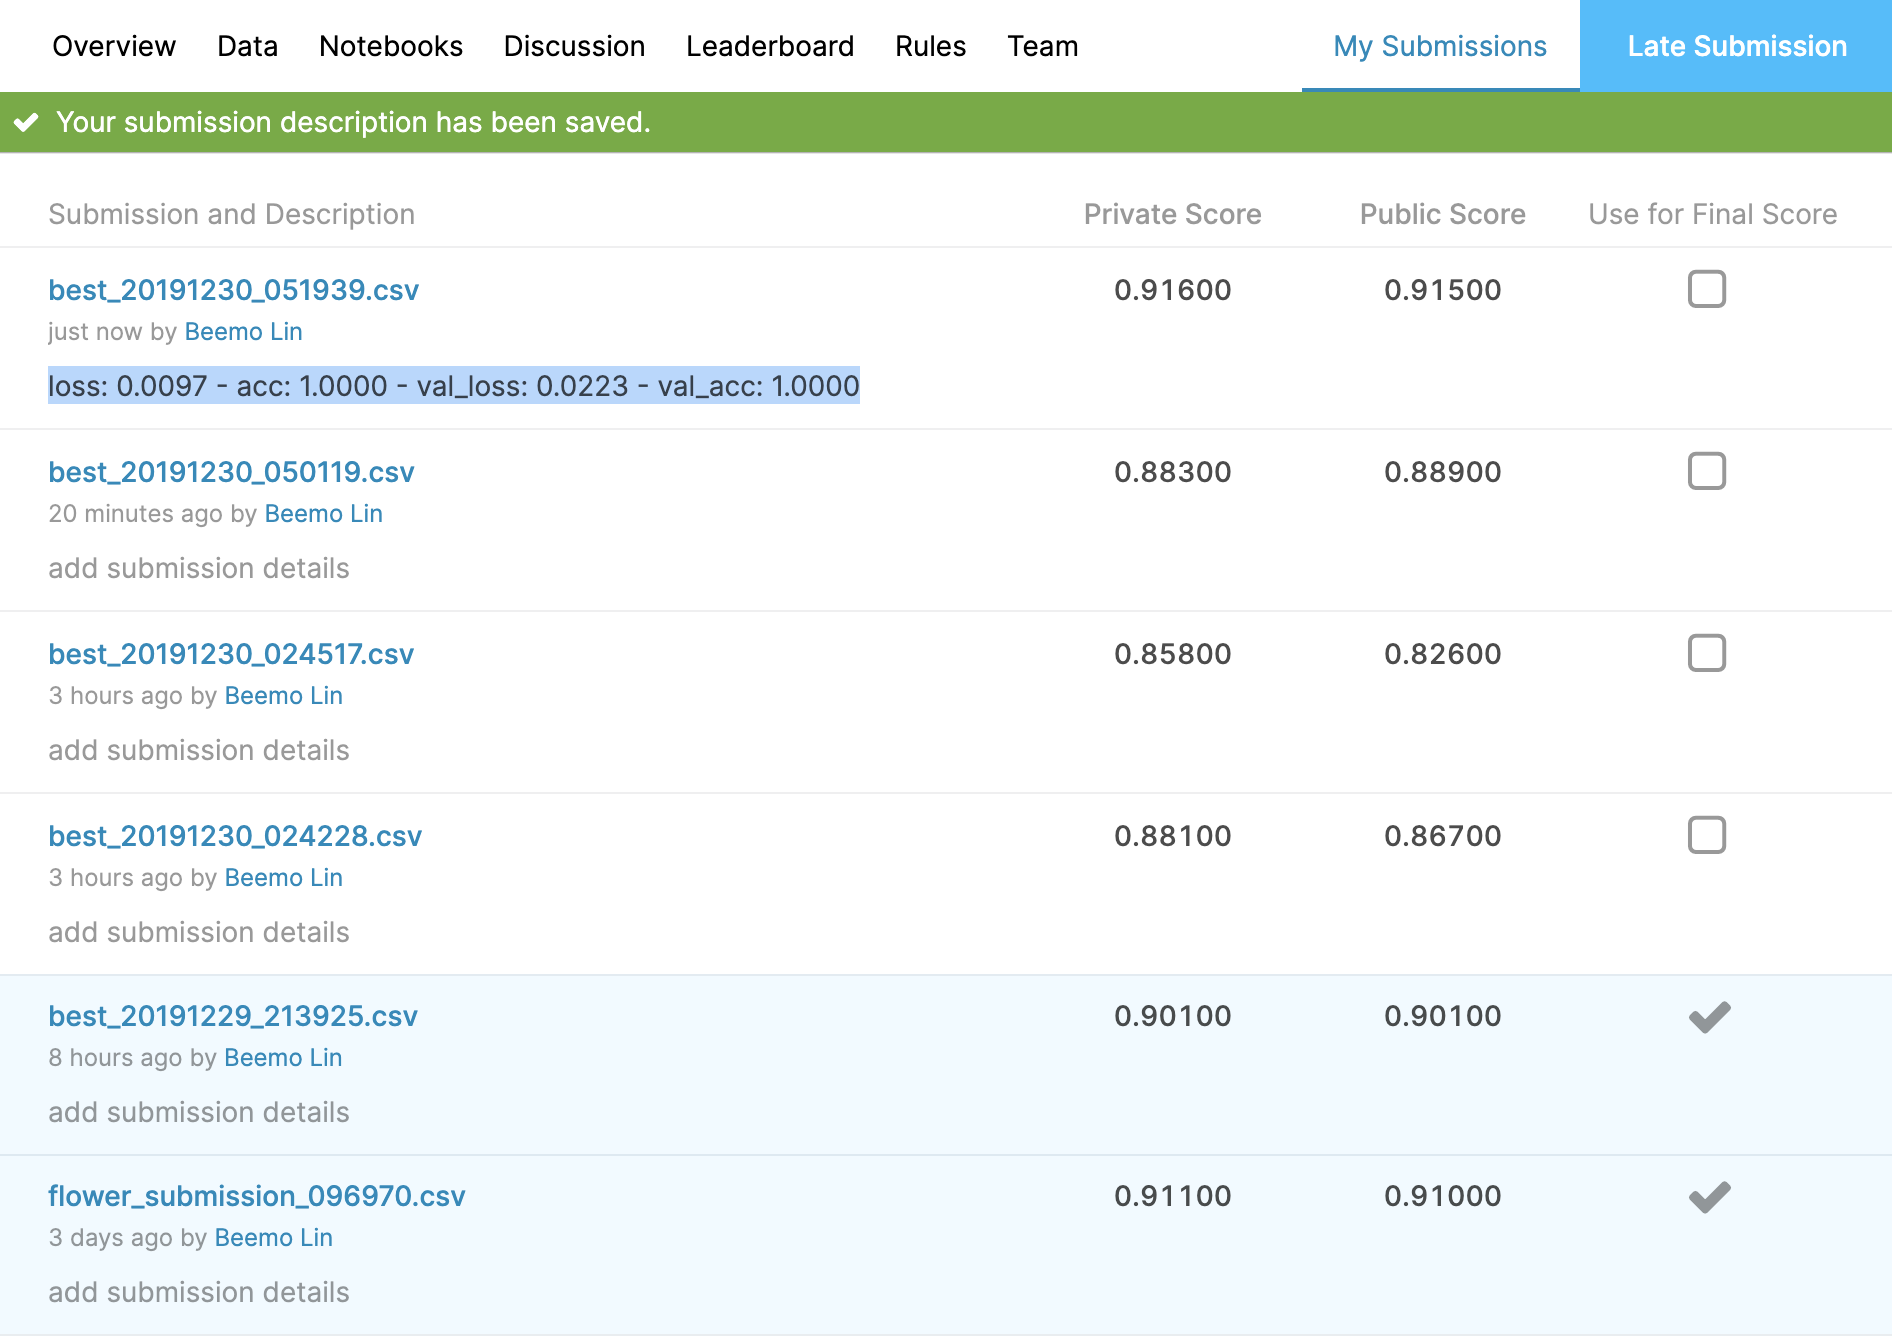 Overview Data Notebooks Discussion Leaderboard Rules Team My Submissions Late Submission
Your submission description has been saved.
Submission and Description Private Score Public Score Use for Final Score
best_20191230_051939.csv 0.91600 0.91500
just now by Beemo Lin
loss: 0.0097 - acc: 1.0000 - val_loss: 0.0223 - val_acc: 1.0000
best_20191230_050119.csv 0.88300 0.88900
20 minutes ago by Beemo Lin
add submission details
best_20191230_024517.csv 0.85800 0.82600
3 hours ago by Beemo Lin
add submission details
best_20191230_024228.csv 0.88100 0.86700
3 hours ago by Beemo Lin
add submission details
best_20191229_213925.csv 0.90100 0.90100
8 hours ago by Beemo Lin
add submission details
flower_submission_096970.csv 0.91100 0.91000
3 days ago by Beemo Lin
add submission details